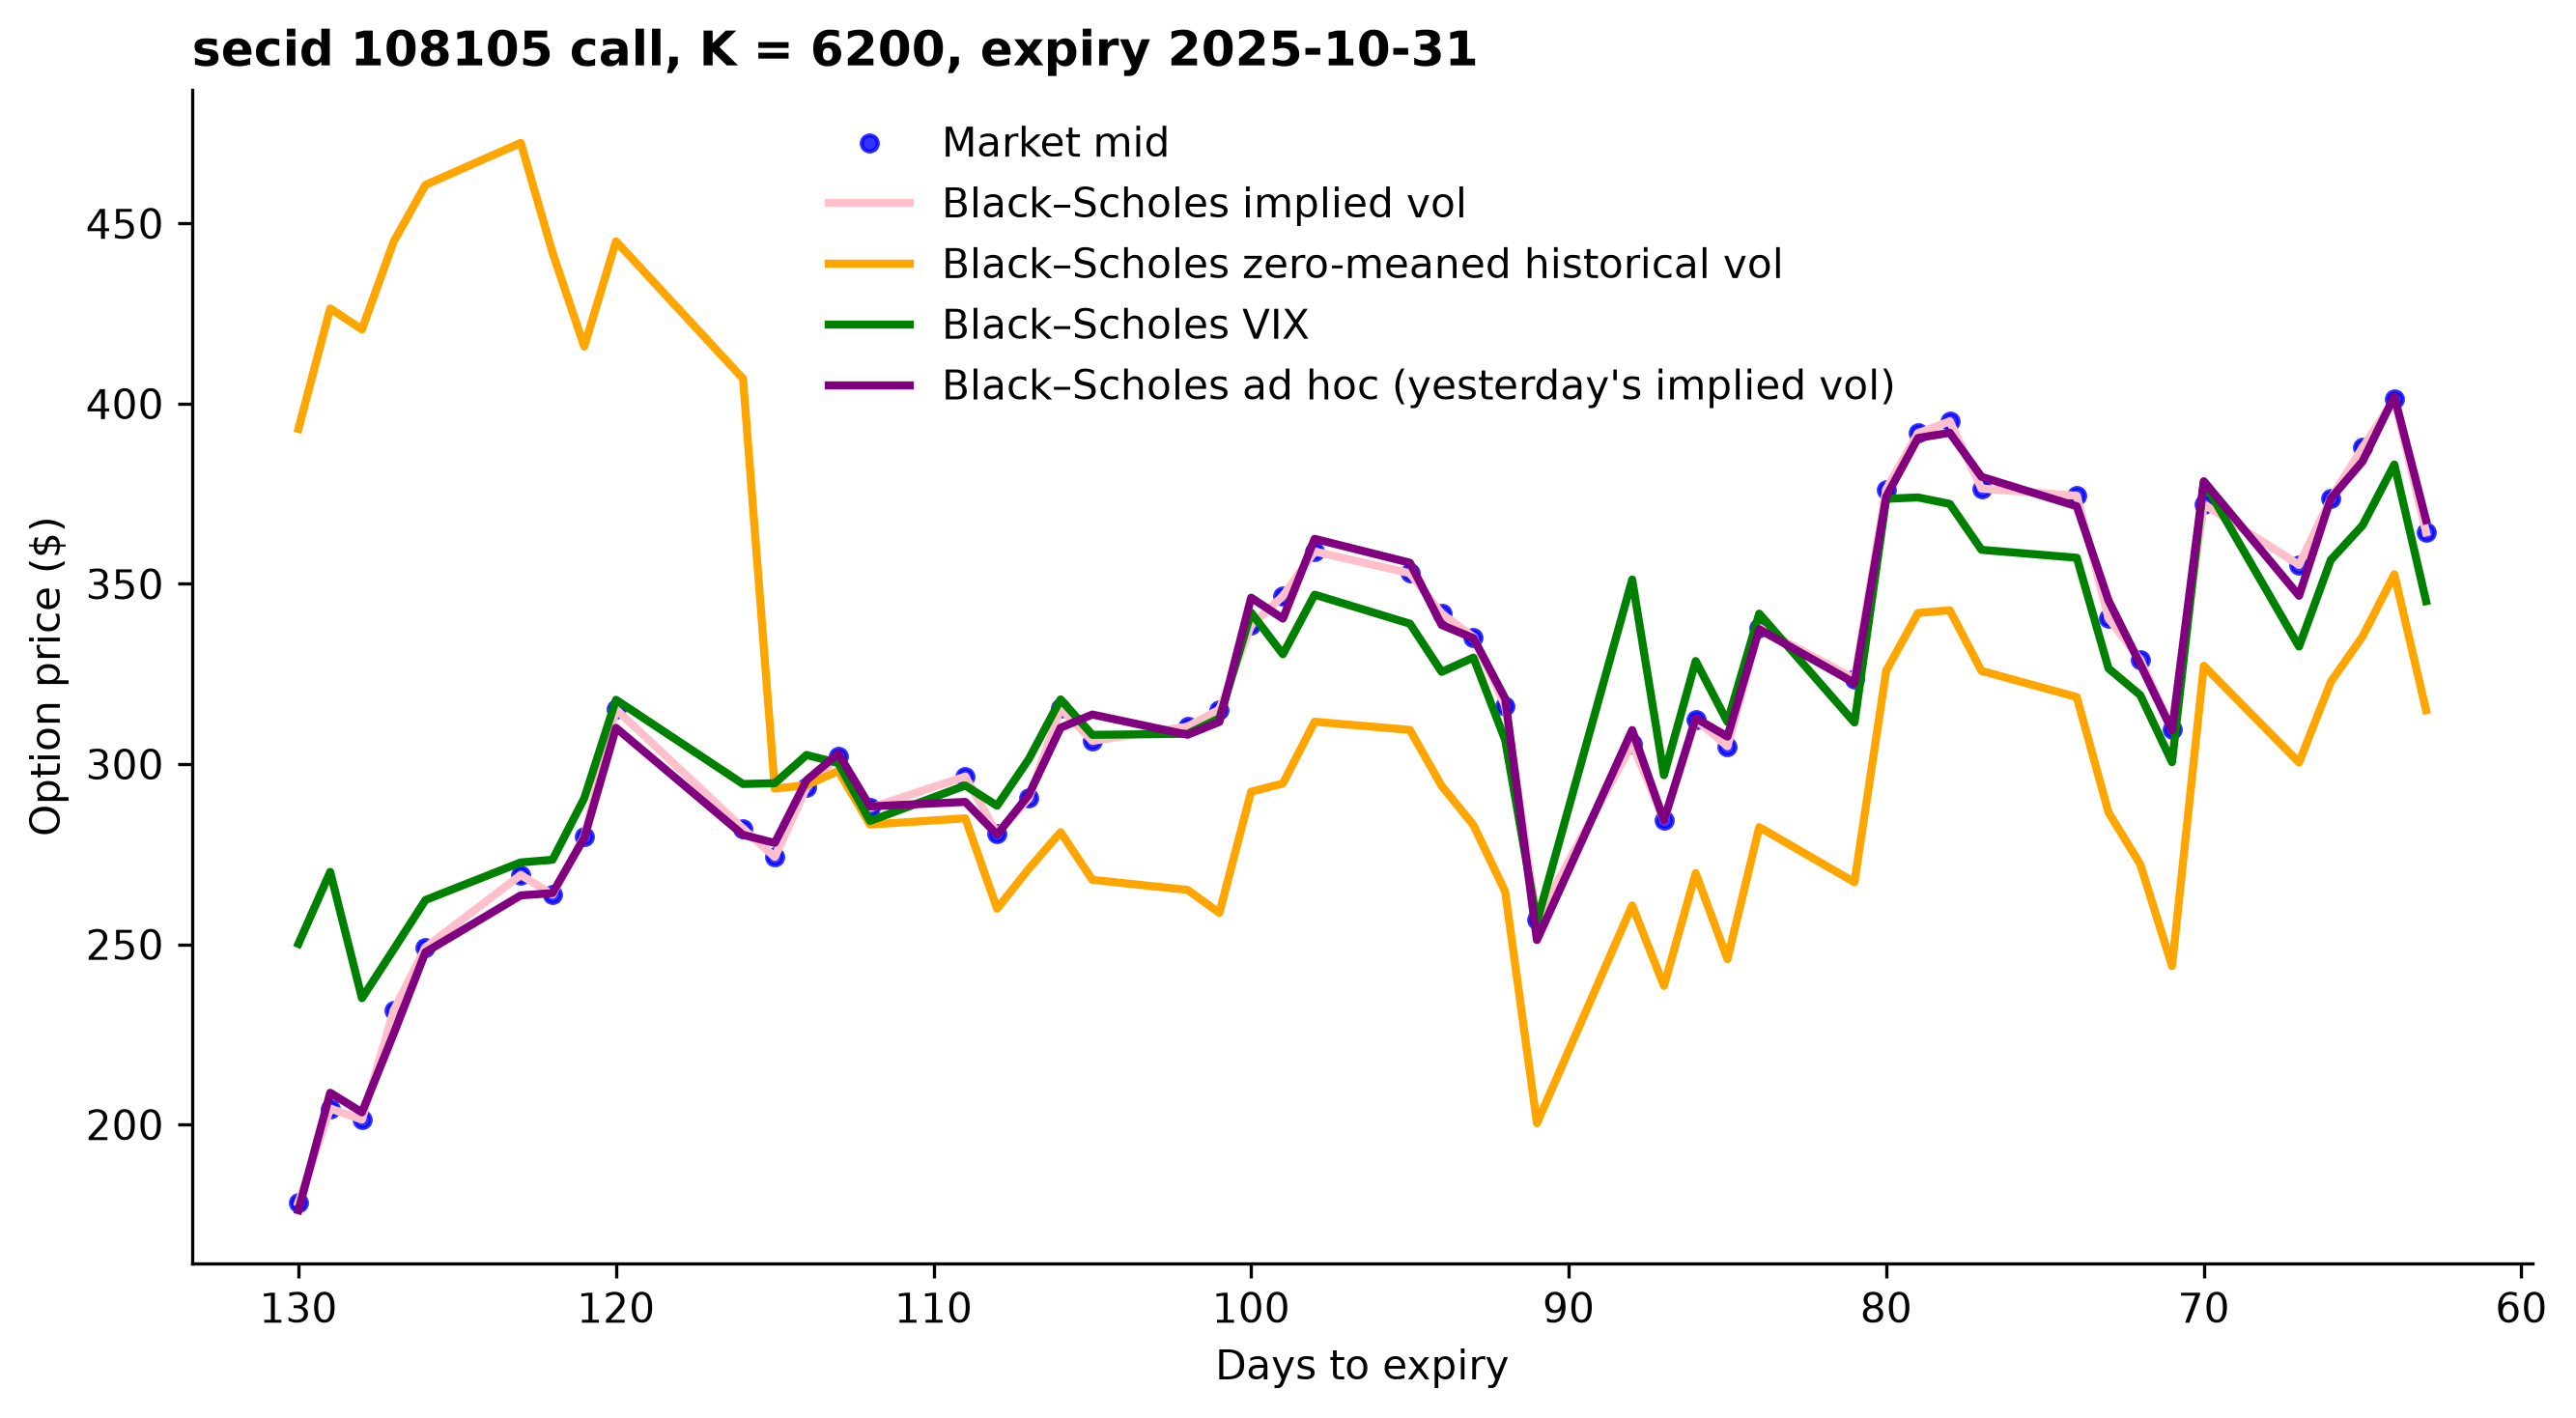 secid 108105 call, K = 6200, expiry 2025-10-31
Market mid
Black–Scholes implied vol
Black–Scholes zero-meaned historical vol
Black–Scholes VIX
Black–Scholes ad hoc (yesterday's implied vol)
Option price ($)
450
400
350
300
250
200
130 120 110 100 90 80 70 60
Days to expiry